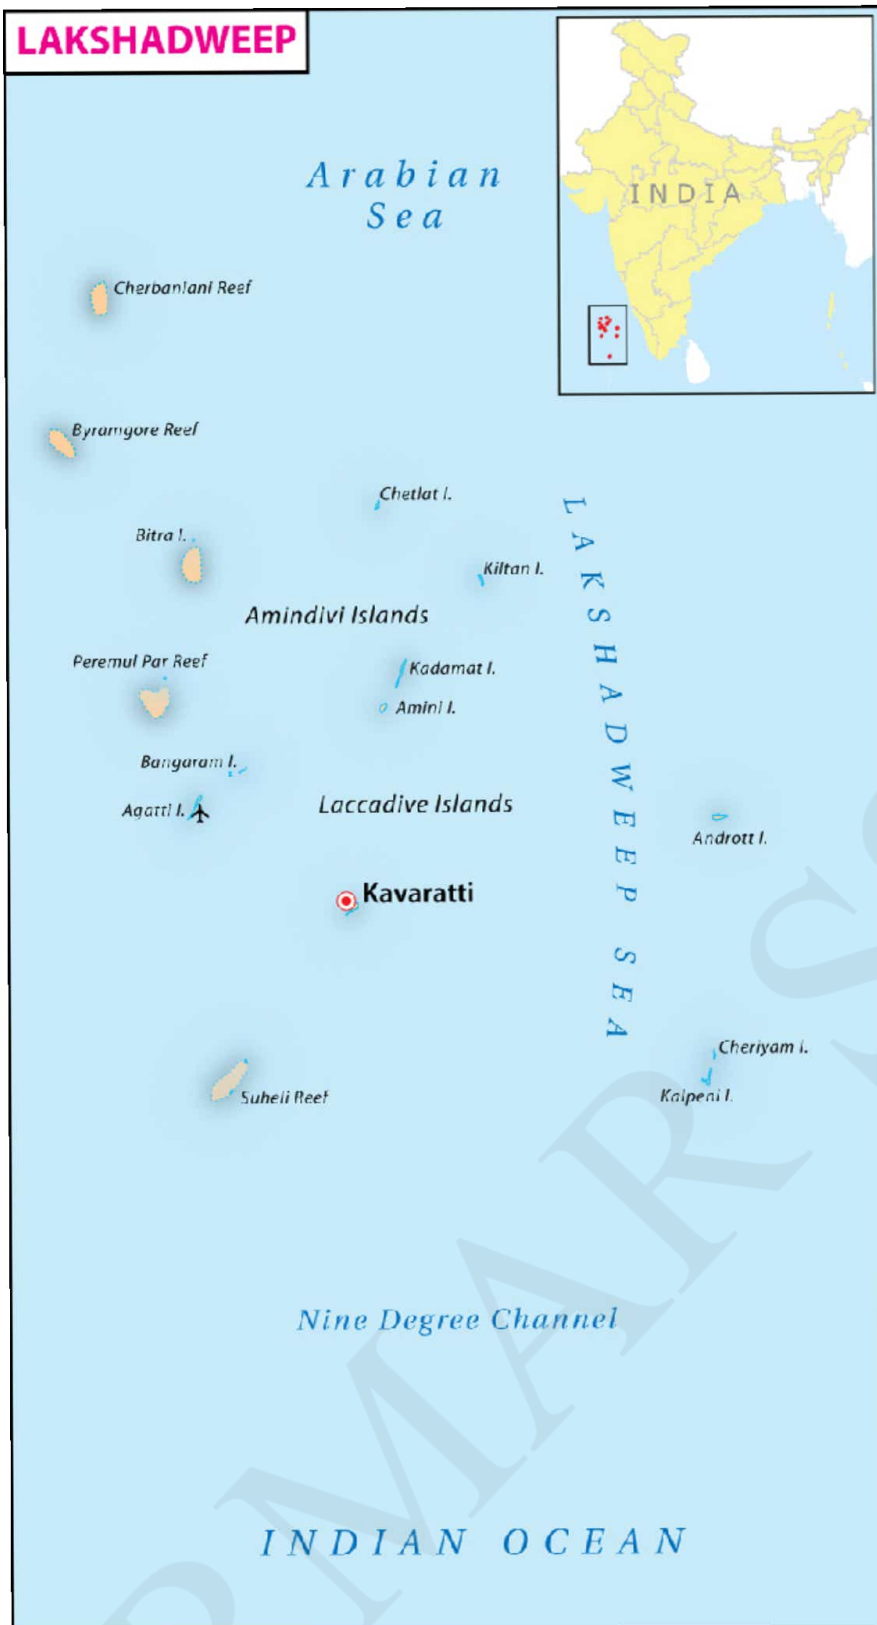 LAKSHADWEEP
Arabian
Sea
INDIA
Cherbaniani Reef
Byramgore Reef
Chetlat I.
Bitra I.
Kiltan I.
Amindivi Islands
Peremul Par Reef
Kadamat I.
Amini I.
Bangaram I.
Agatti I.
Laccadive Islands
Andrott I.
Kavaratti
LAKSHADWEEP SEA
Cheriyam I.
Kalpeni I.
Suheli Reef
Nine Degree Channel
INDIAN OCEAN